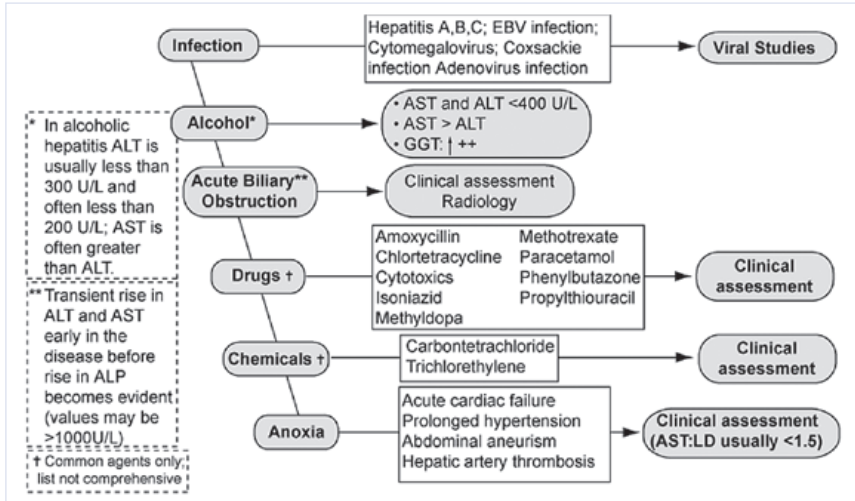 Infection
Hepatitis A,B,C; EBV infection;
Cytomegalovirus; Coxsackie
infection Adenovirus infection
Viral Studies
Alcohol*
• AST and ALT <400 U/L
• AST > ALT
• GGT: ↑ ++
Acute Biliary**
Obstruction
Clinical assessment
Radiology
Drugs †
Amoxycillin
Chlortetracycline
Cytotoxics
Isoniazid
Methyldopa
Methotrexate
Paracetamol
Phenylbutazone
Propylthiouracil
Clinical
assessment
Chemicals †
Carbontetrachloride
Trichlorethylene
Clinical
assessment
Anoxia
Acute cardiac failure
Prolonged hypertension
Abdominal aneurism
Hepatic artery thrombosis
Clinical assessment
(AST:LD usually <1.5)
* In alcoholic
hepatitis ALT is
usually less than
300 U/L and
often less than
200 U/L; AST is
often greater
than ALT.
** Transient rise in
ALT and AST
early in the
disease before
rise in ALP
becomes evident
(values may be
>1000U/L)
† Common agents only;
list not comprehensive